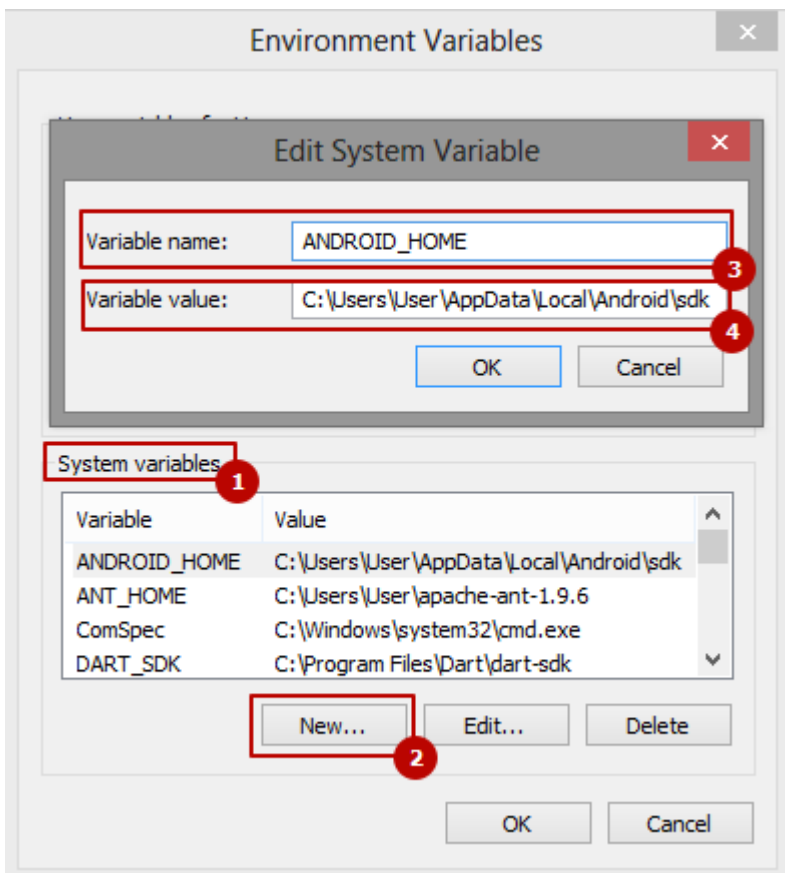 Environment Variables
Edit System Variable
Variable name: ANDROID_HOME
3
Variable value: C:\Users\User\AppData\Local\Android\sdk
4
OK Cancel
System variables
1
Variable Value
ANDROID_HOME C:\Users\User\AppData\Local\Android\sdk
ANT_HOME C:\Users\User\apache-ant-1.9.6
ComSpec C:\Windows\system32\cmd.exe
DART_SDK C:\Program Files\Dart\dart-sdk
New... Edit... Delete
2
OK Cancel